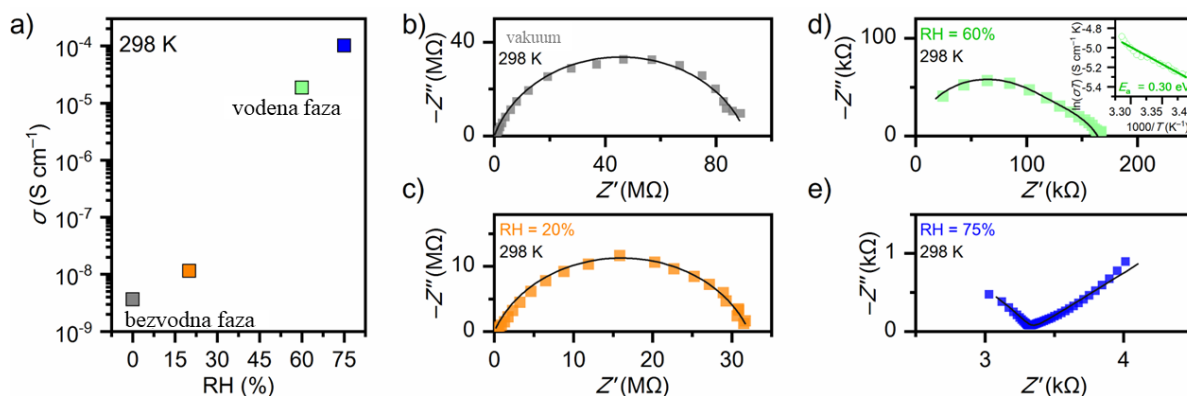 a)
298 K
vodena faza
bezvodna faza
σ (S cm⁻¹)
10⁻⁴
10⁻⁵
10⁻⁶
10⁻⁷
10⁻⁸
10⁻⁹
0 15 30 45 60 75
RH (%)
b)
vakuum
298 K
−Z″ (MΩ)
40
0
0 40 80
Z′ (MΩ)
c)
RH = 20%
298 K
−Z″ (MΩ)
20
10
0
0 10 20 30
Z′ (MΩ)
d)
RH = 60%
298 K
−Z″ (kΩ)
100
50
0
0 100 200
Z′ (kΩ)
ln(σT) (S cm⁻¹ K)
-4.8
-5.0
-5.2
-5.4
Eₐ = 0.30 eV
3.30 3.35 3.40
1000/T (K⁻¹)
e)
RH = 75%
298 K
−Z″ (kΩ)
1
0
3 4
Z′ (kΩ)